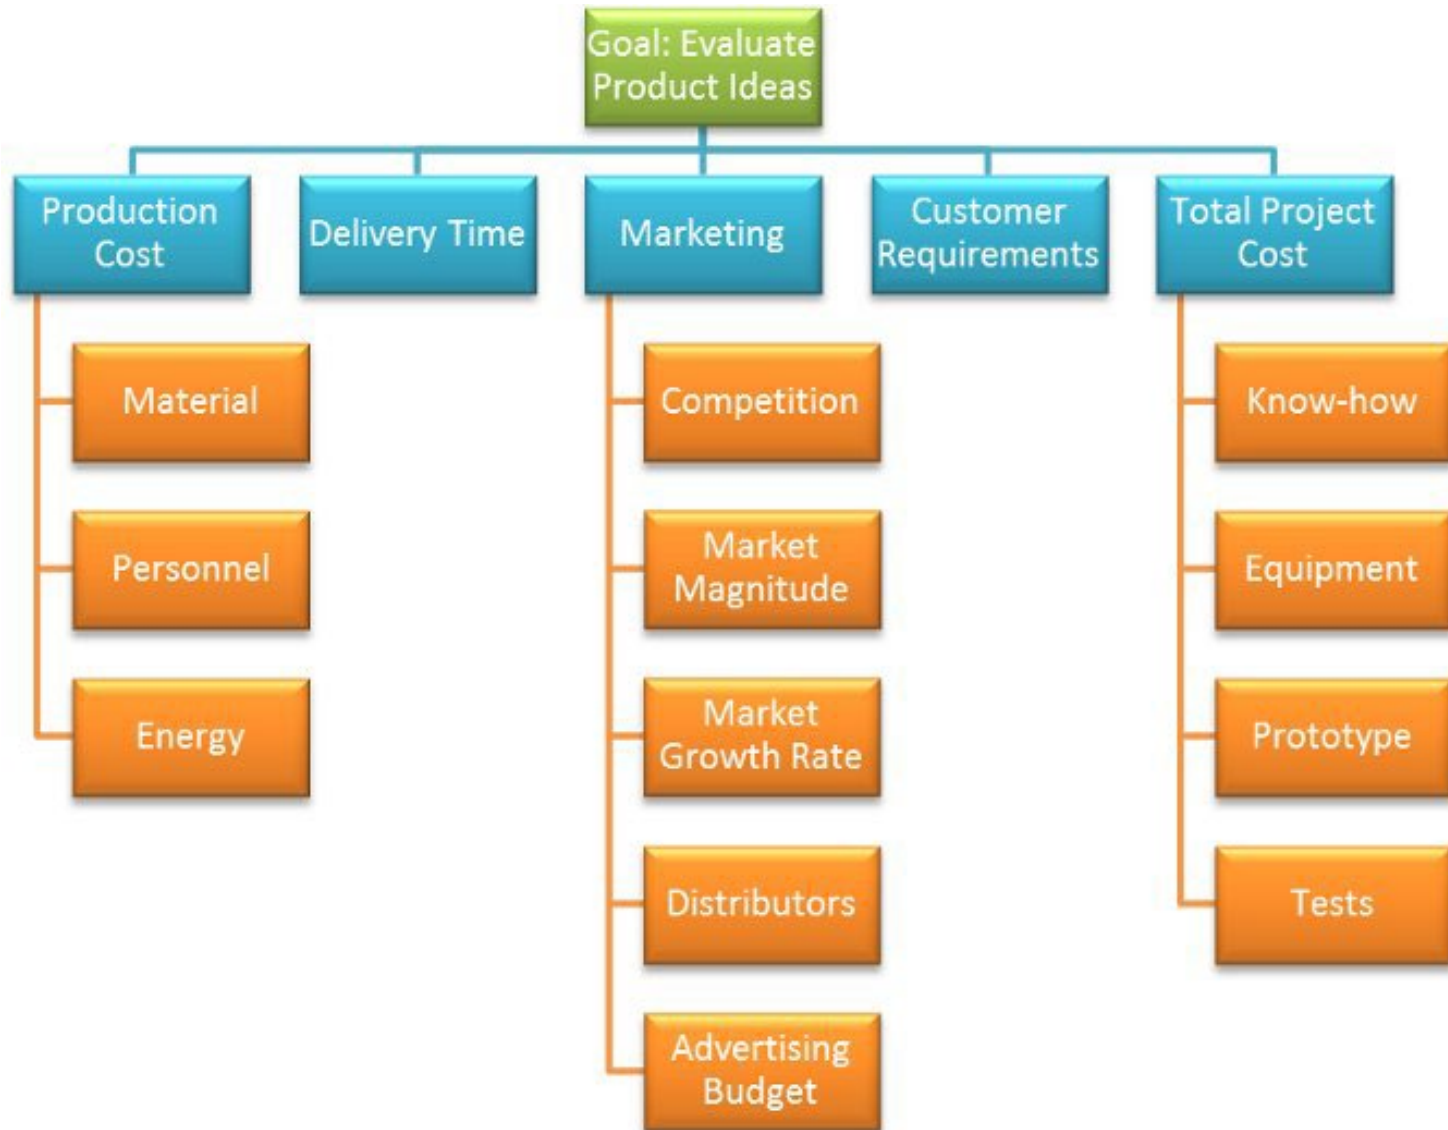 Goal: Evaluate
Product Ideas
Production
Cost
Delivery Time
Marketing
Customer
Requirements
Total Project
Cost
Material
Personnel
Energy
Competition
Market
Magnitude
Market
Growth Rate
Distributors
Advertising
Budget
Know-how
Equipment
Prototype
Tests